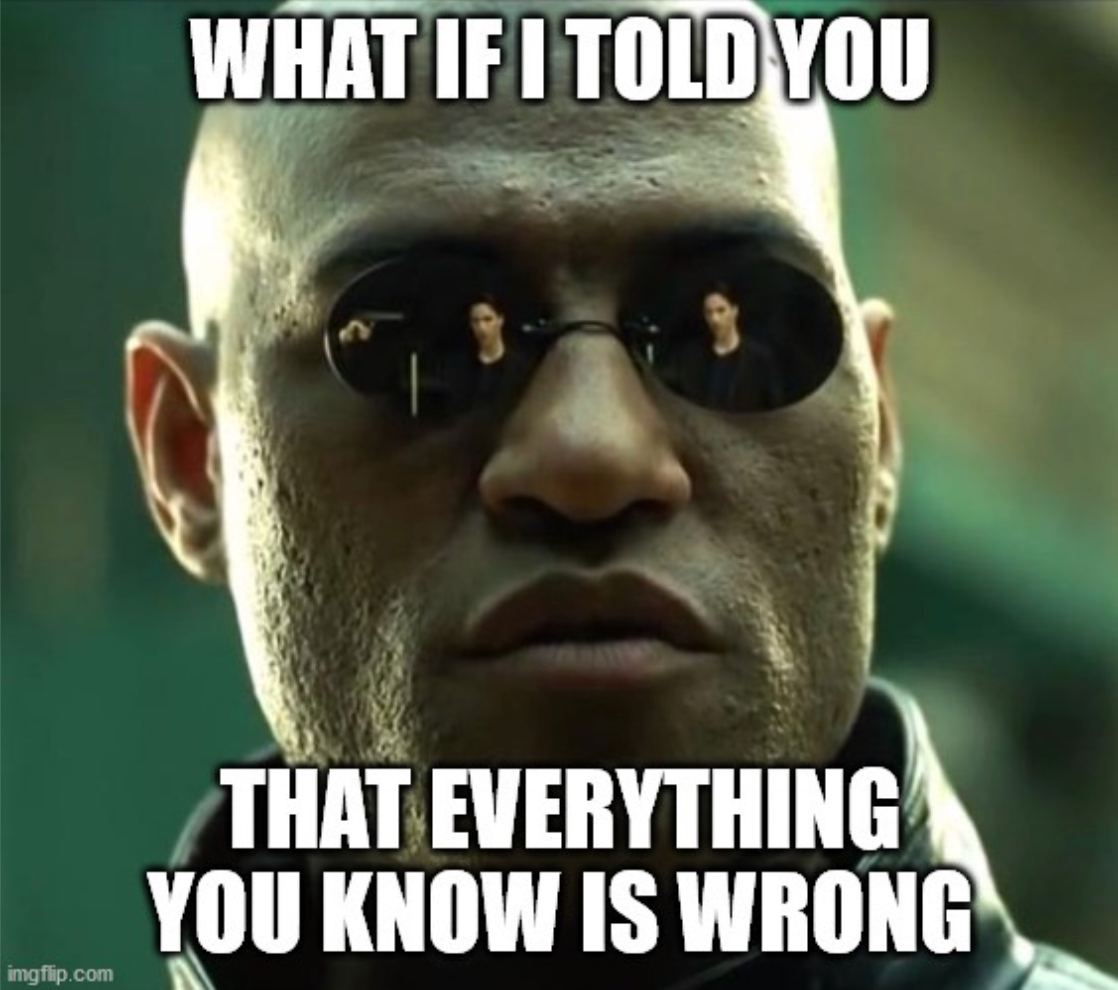 WHAT IF I TOLD YOU
THAT EVERYTHING
YOU KNOW IS WRONG
imgflip.com